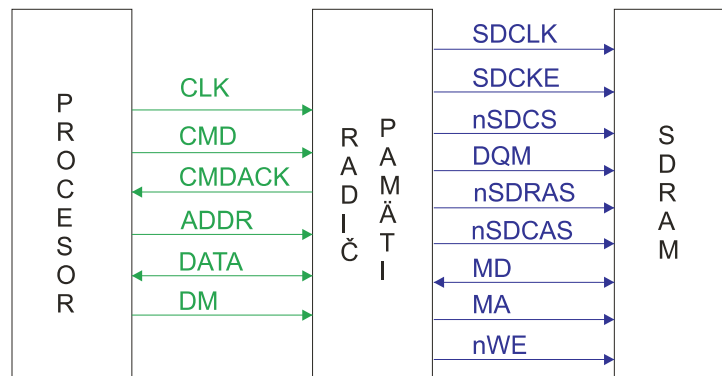 PROCESOR
CLK
CMD
CMDACK
ADDR
DATA
DM
RADIČ
PAMÄTI
SDCLK
SDCKE
nSDCS
DQM
nSDRAS
nSDCAS
MD
MA
nWE
SDRAM